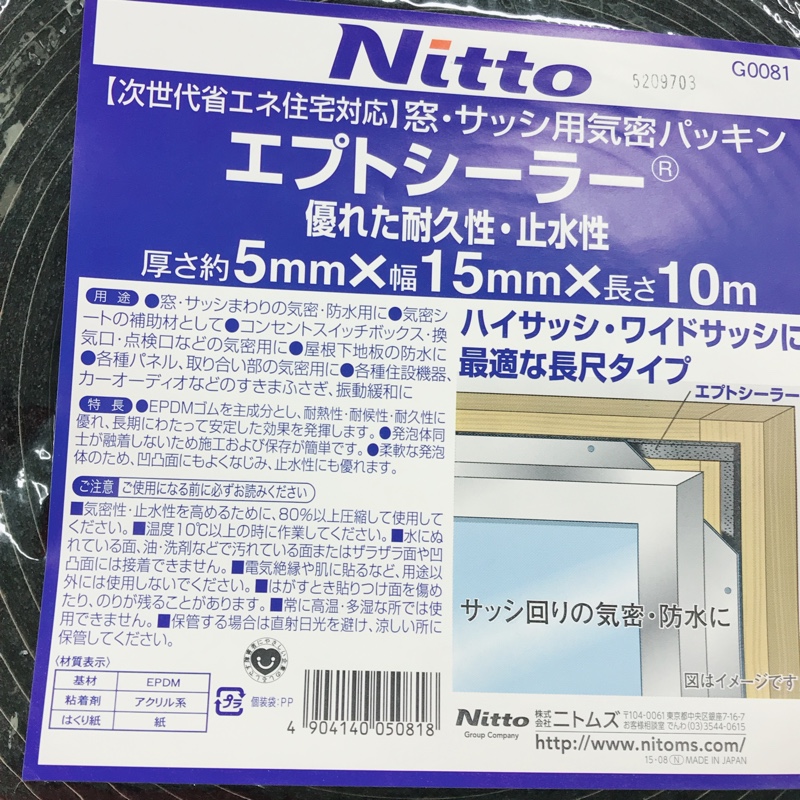 Nitto
5209703
G0081
【次世代省エネ住宅対応】窓・サッシ用気密パッキン
エプトシーラー®
優れた耐久性・止水性
厚さ約5mm×幅15mm×長さ10m
用途 ●窓・サッシまわりの気密・防水用に●気密シ
ートの補助材として●コンセントスイッチボックス・換
気口・点検口などの気密用に●屋根下地板の防水に
●各種パネル、取り合い部の気密用に●各種住設機器、
カーオーディオなどのすきまふさぎ、振動緩和に
特長 ●EPDMゴムを主成分とし、耐熱性・耐候性・耐久性に
優れ、長期にわたって安定した効果を発揮します。●発泡体同
士が融着しないため施工および保存が簡単です。●柔軟な発泡
体のため、凹凸面にもよくなじみ、止水性にも優れます。
ご注意 ご使用になる前に必ずお読みください
■気密性・止水性を高めるために、80%以上圧縮して使用して
ください。■温度10℃以上の時に作業してください。■水にぬ
れている面、油・洗剤などで汚れている面またはザラザラ面や凹
凸面には接着できません。■電気絶縁や肌に貼るなど、用途以
外には使用しないでください。■はがすとき貼りつけ面を傷め
たり、のりが残ることがあります。■常に高温・多湿な所では使
用できません。■保管する場合は直射日光を避け、涼しい所に
保管してください。
〈材質表示〉
基材 EPDM
粘着剤 アクリル系
はくり紙 紙
プラ
個装袋:PP
4 904140 050818
ハイサッシ・ワイドサッシに
最適な長尺タイプ
エプトシーラー
サッシ回りの気密・防水に
図はイメージです
Nitto
Group Company
株式会社 ニトムズ
〒104-0061 東京都中央区銀座7-16-7
お客様相談室 でんわ(03)3544-0615
http://www.nitoms.com/
15・08 N MADE IN JAPAN